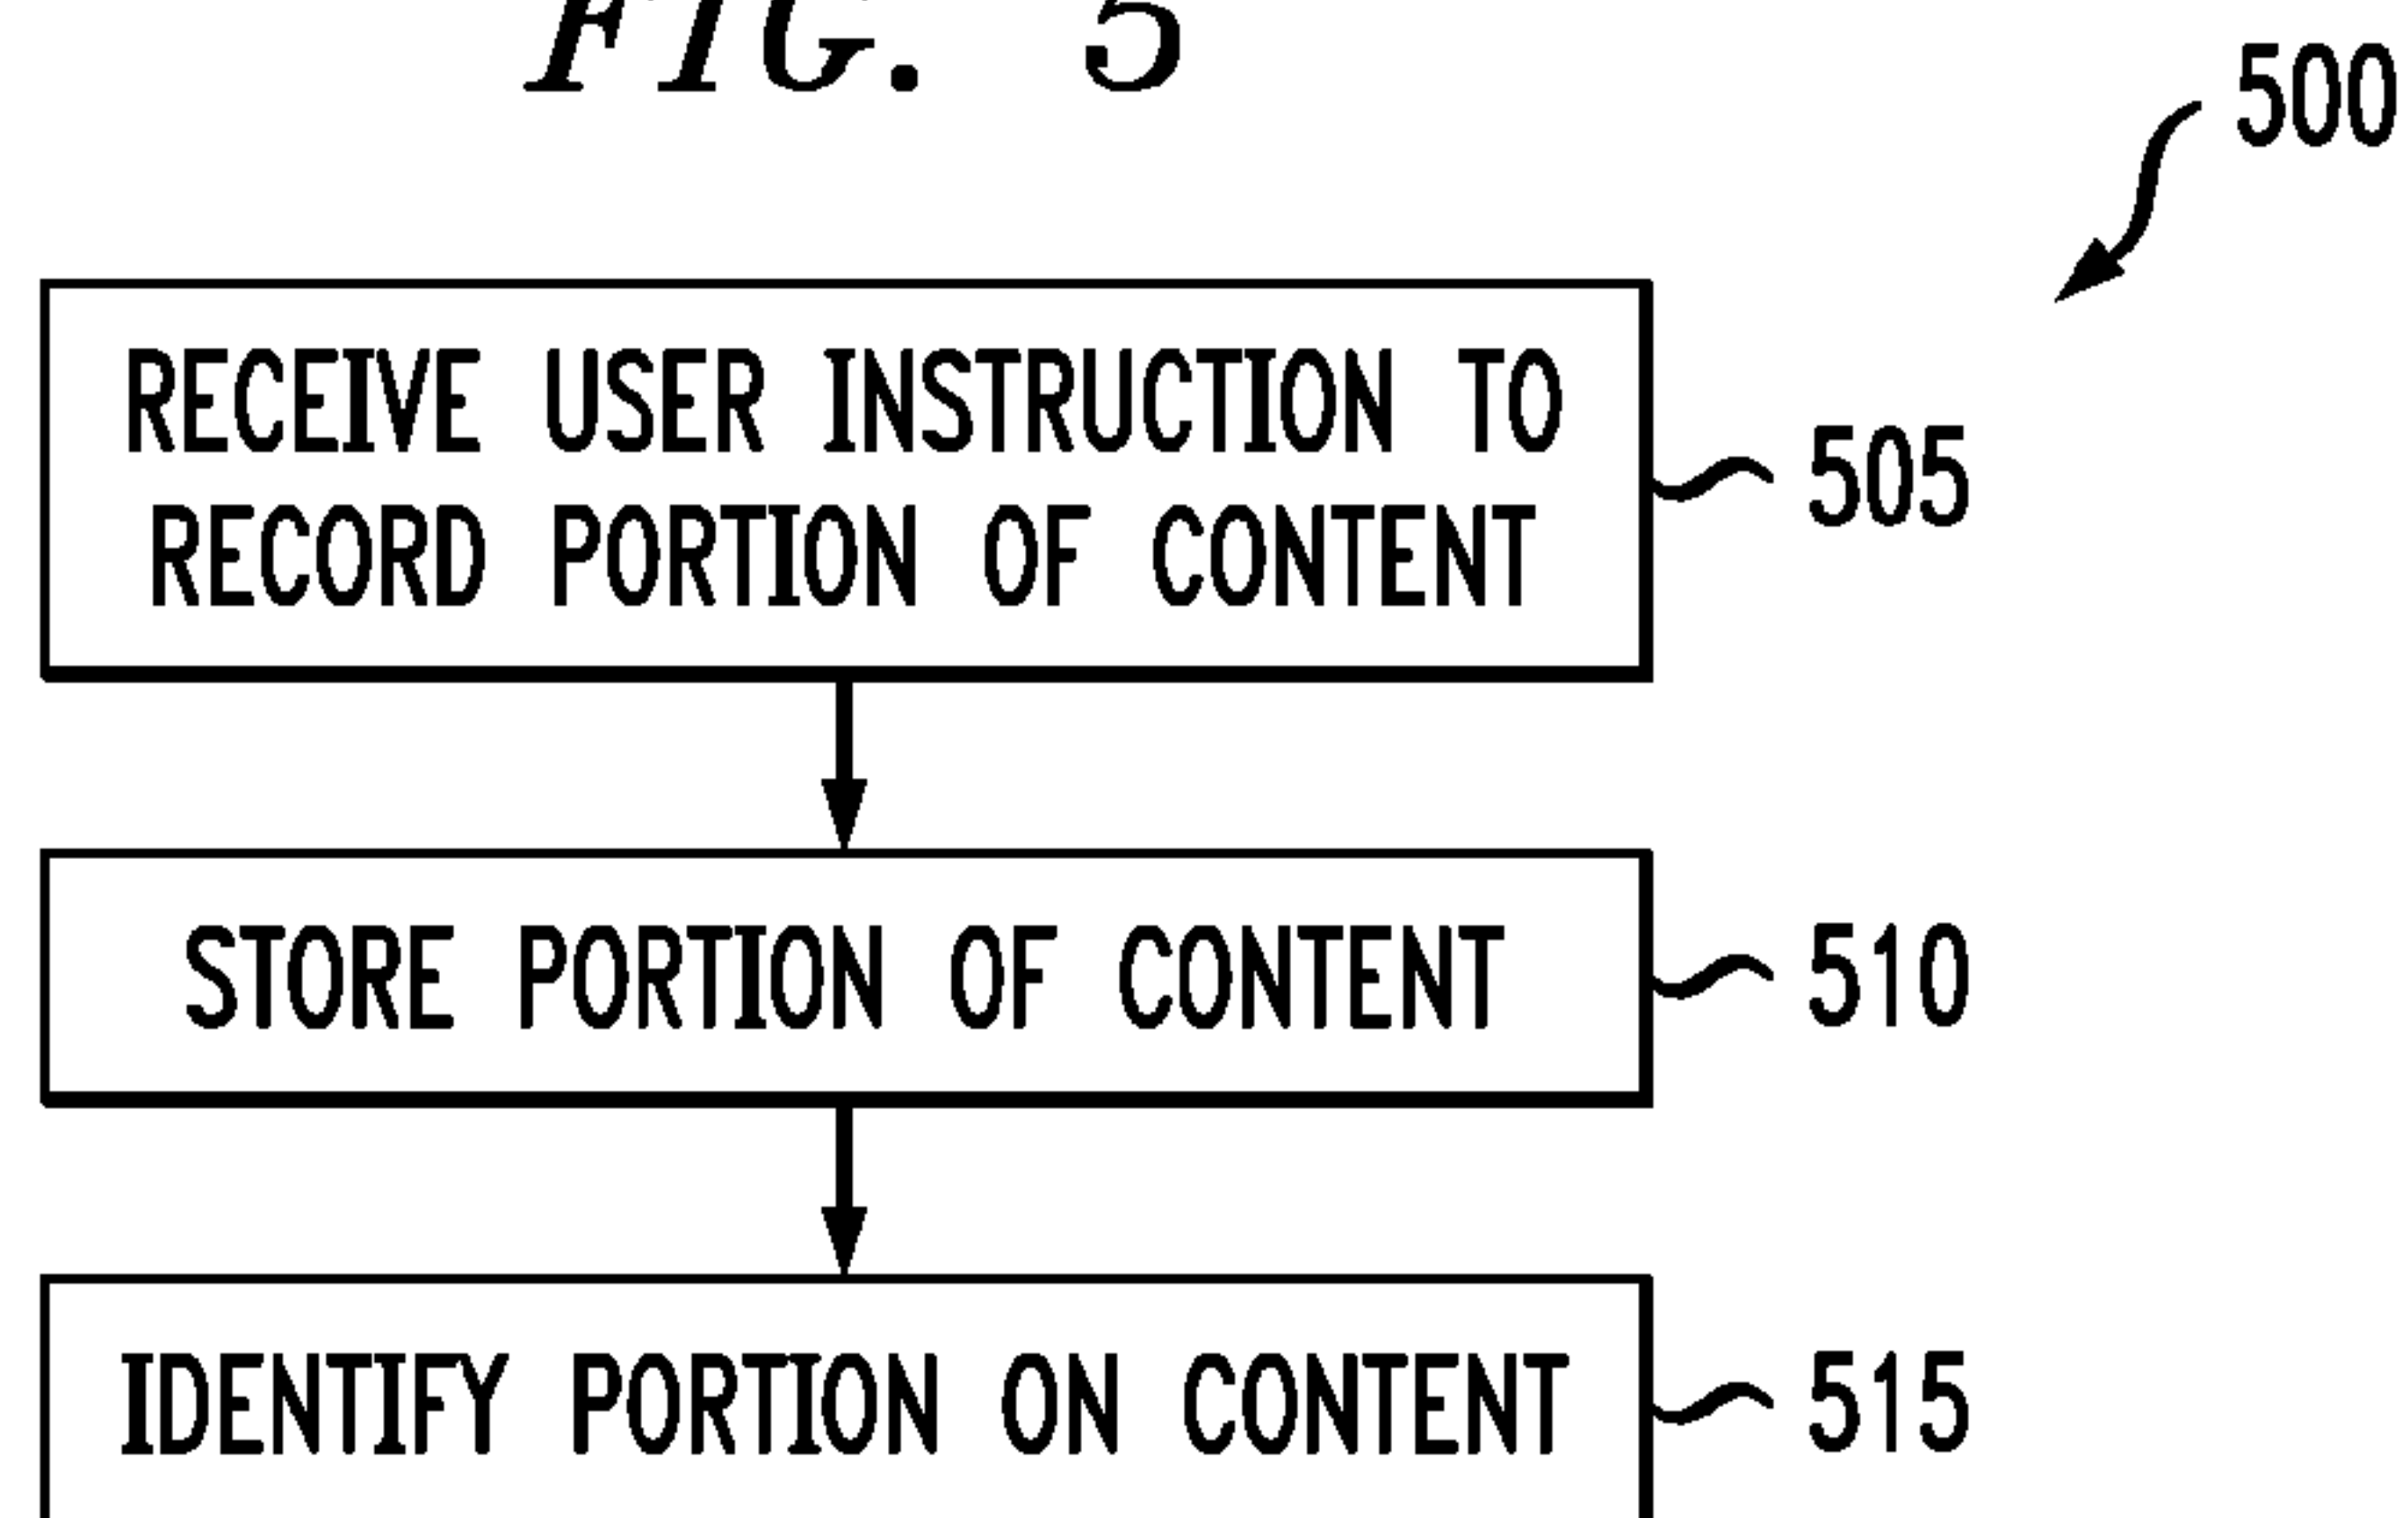 FIG. 5
500
RECEIVE USER INSTRUCTION TO
RECORD PORTION OF CONTENT
505
STORE PORTION OF CONTENT
510
IDENTIFY PORTION ON CONTENT
515